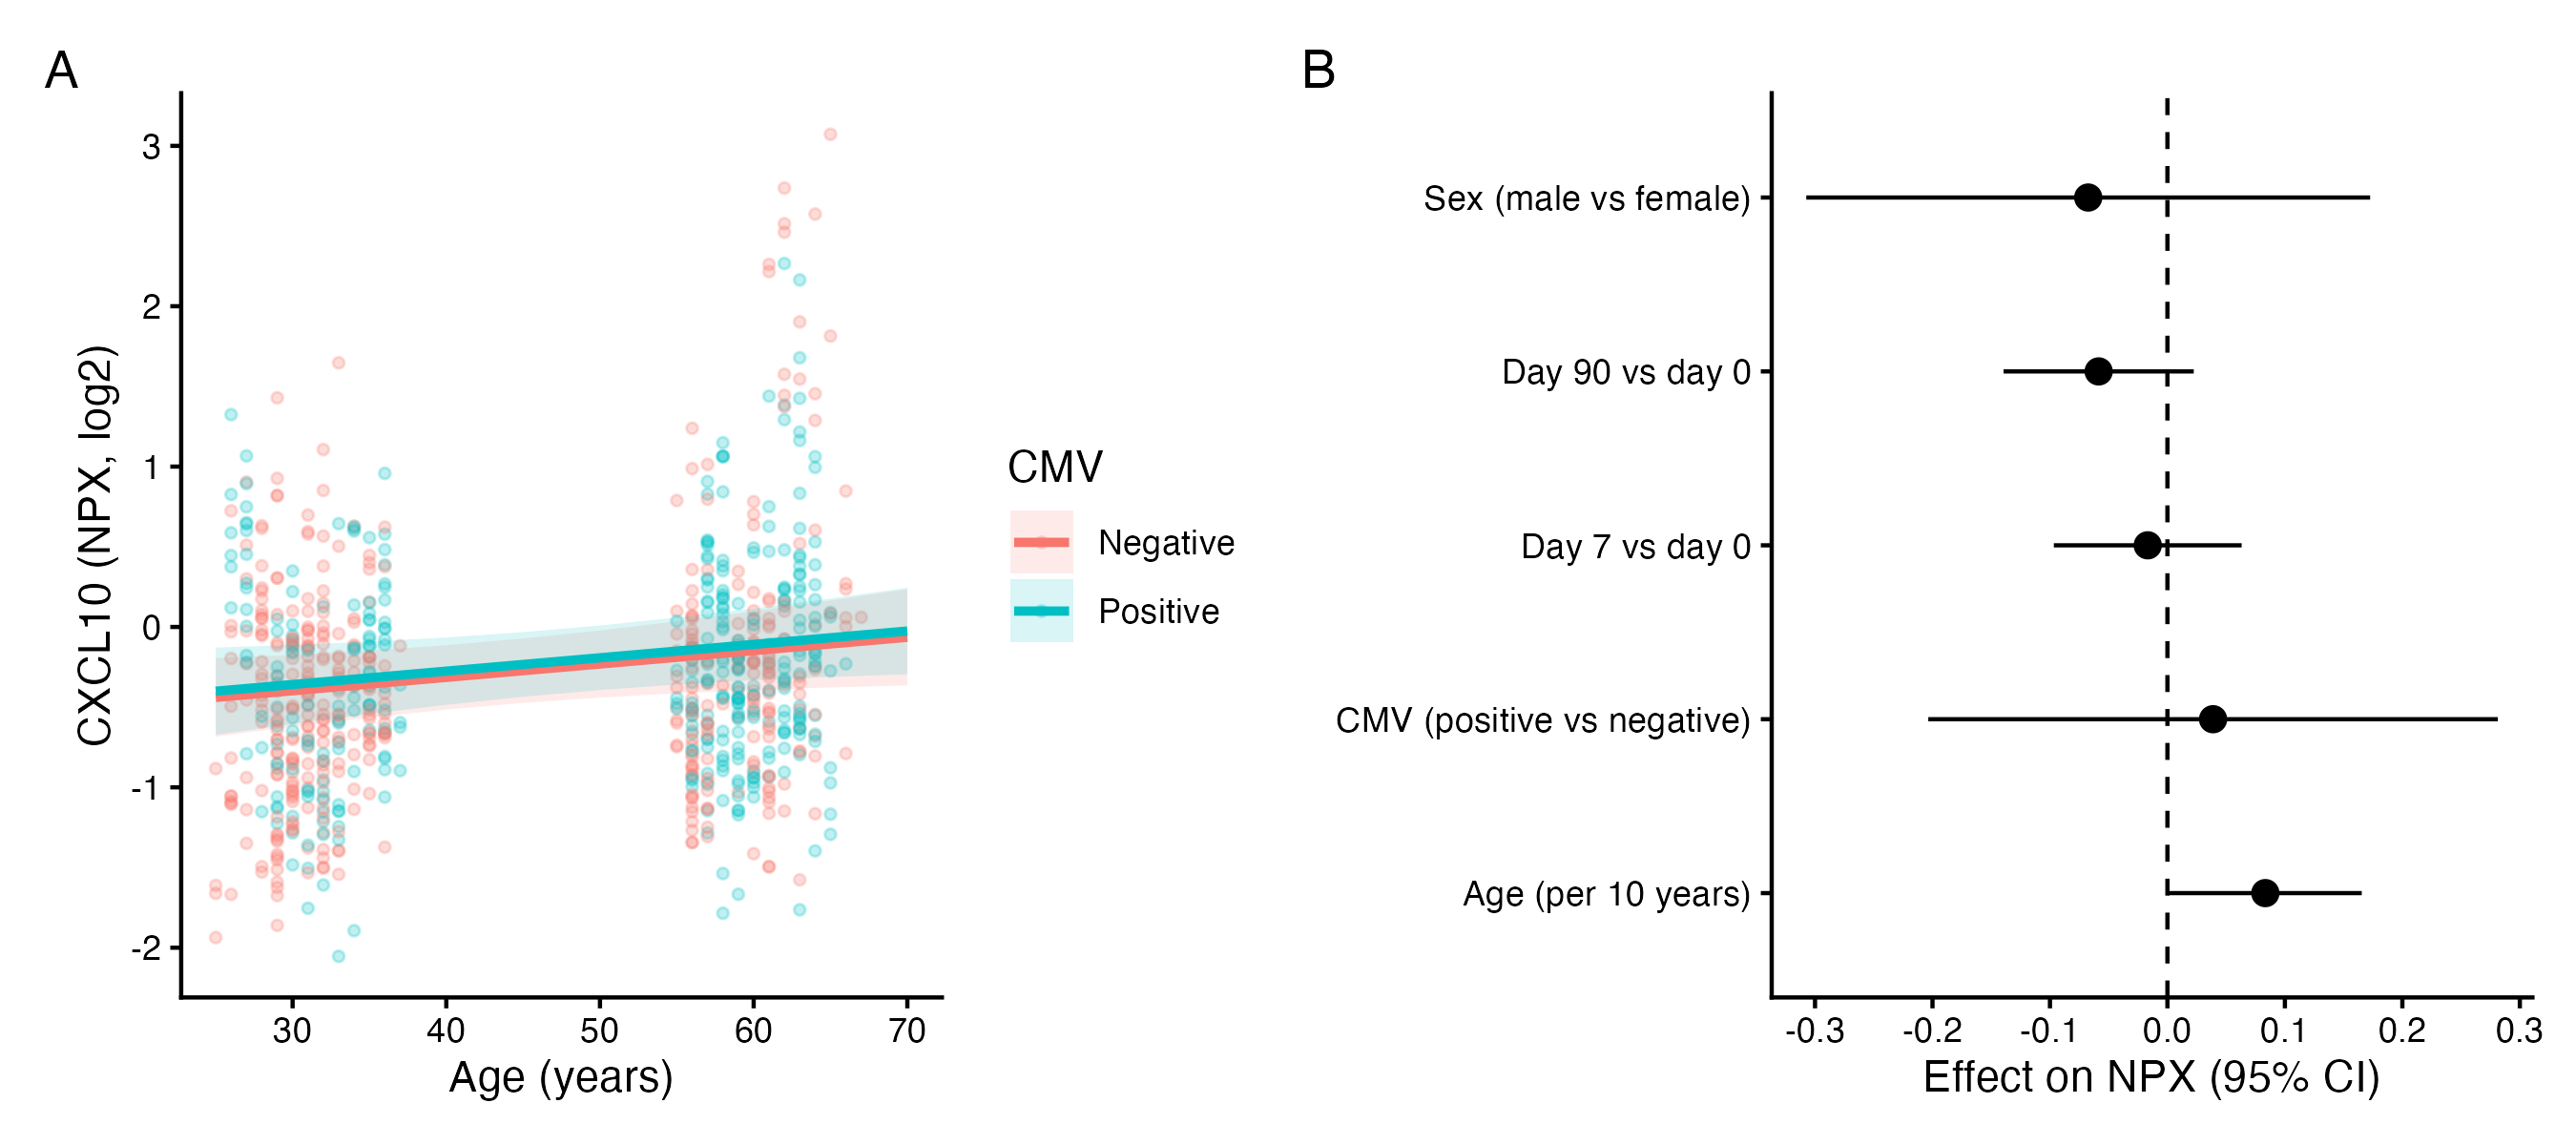 A
3
2
1
0
-1
-2
CXCL10 (NPX, log2)
30 40 50 60 70
Age (years)
CMV
Negative
Positive
B
Sex (male vs female)
Day 90 vs day 0
Day 7 vs day 0
CMV (positive vs negative)
Age (per 10 years)
-0.3 -0.2 -0.1 0.0 0.1 0.2 0.3
Effect on NPX (95% CI)